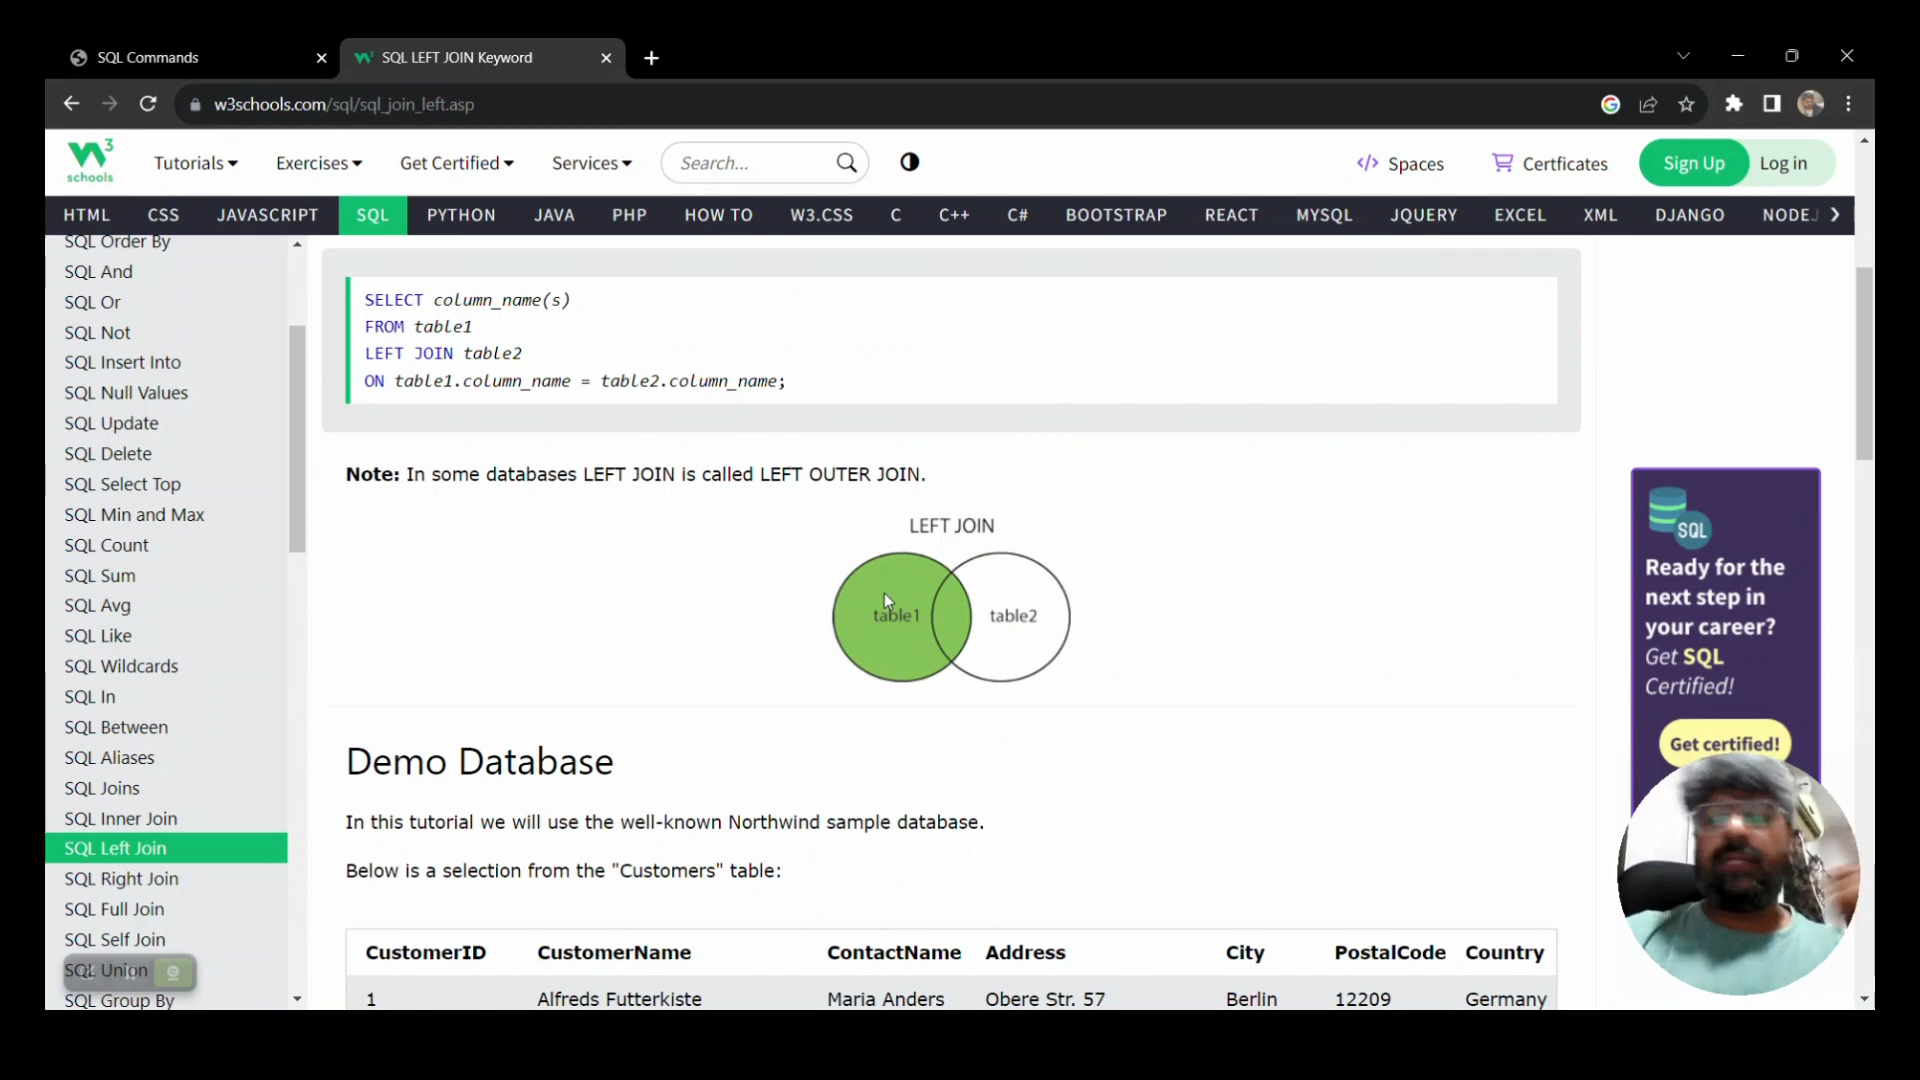 SQL Commands
SQL LEFT JOIN Keyword
w3schools.com/sql/sql_join_left.asp
W3 schools
Tutorials
Exercises
Get Certified
Services
Search...
Spaces
Certficates
Sign Up
Log in
HTML CSS JAVASCRIPT SQL PYTHON JAVA PHP HOW TO W3.CSS C C++ C# BOOTSTRAP REACT MYSQL JQUERY EXCEL XML DJANGO NODEJ
SQL Order By
SQL And
SQL Or
SQL Not
SQL Insert Into
SQL Null Values
SQL Update
SQL Delete
SQL Select Top
SQL Min and Max
SQL Count
SQL Sum
SQL Avg
SQL Like
SQL Wildcards
SQL In
SQL Between
SQL Aliases
SQL Joins
SQL Inner Join
SQL Left Join
SQL Right Join
SQL Full Join
SQL Self Join
SQL Union
SQL Group By
SELECT column_name(s)
FROM table1
LEFT JOIN table2
ON table1.column_name = table2.column_name;
Note: In some databases LEFT JOIN is called LEFT OUTER JOIN.
LEFT JOIN
table1
table2
Demo Database
In this tutorial we will use the well-known Northwind sample database.
Below is a selection from the "Customers" table:
CustomerID CustomerName ContactName Address City PostalCode Country
1 Alfreds Futterkiste Maria Anders Obere Str. 57 Berlin 12209 Germany
SQL
Ready for the
next step in
your career?
Get SQL
Certified!
Get certified!